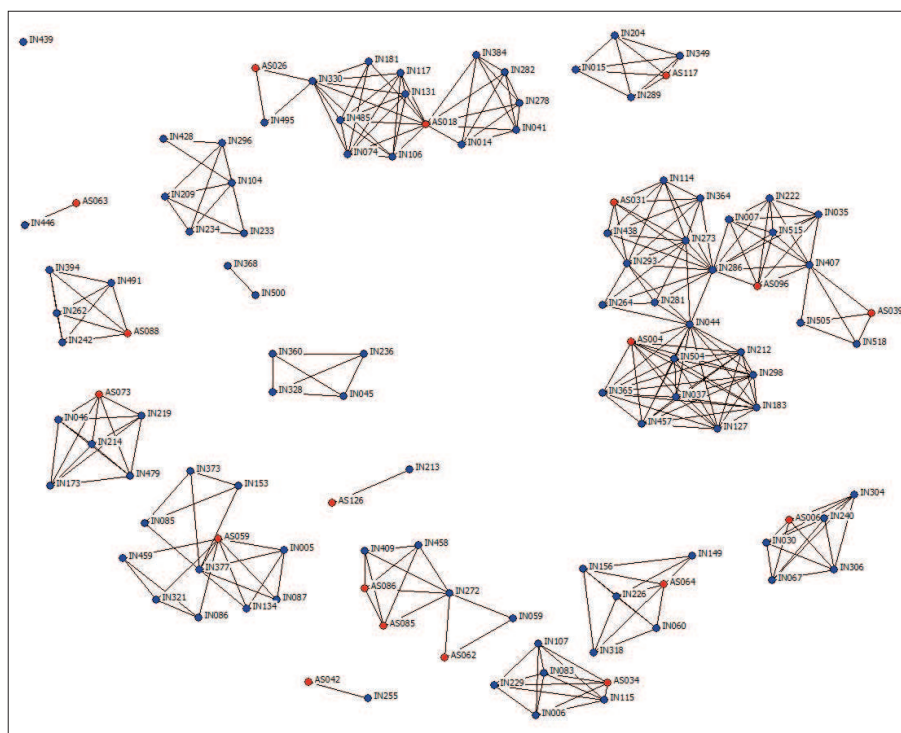 IN439
AS026
IN330
IN181
IN117
IN131
IN485
AS018
IN495
IN074
IN106
IN384
IN282
IN278
IN041
IN014
IN204
IN349
IN015
AS117
IN289
IN428
IN296
IN104
IN209
IN234
IN233
AS063
IN446
IN368
IN500
IN394
IN491
IN262
IN242
AS088
IN114
AS031
IN364
IN438
IN273
IN293
IN286
IN264
IN281
IN044
IN222
IN007
IN035
IN515
IN407
AS096
AS039
IN505
IN518
AS004
IN504
IN212
IN298
IN365
IN037
IN183
IN457
IN127
IN360
IN236
IN328
IN045
AS073
IN046
IN219
IN214
IN173
IN479
IN373
IN153
IN085
AS059
IN459
IN005
IN377
IN321
IN086
IN134
IN087
IN213
AS126
IN409
IN458
AS086
IN272
AS085
IN059
AS062
AS042
IN255
IN304
AS006
IN240
IN030
IN067
IN306
IN149
IN156
AS064
IN226
IN060
IN318
IN107
IN083
AS034
IN229
IN115
IN006